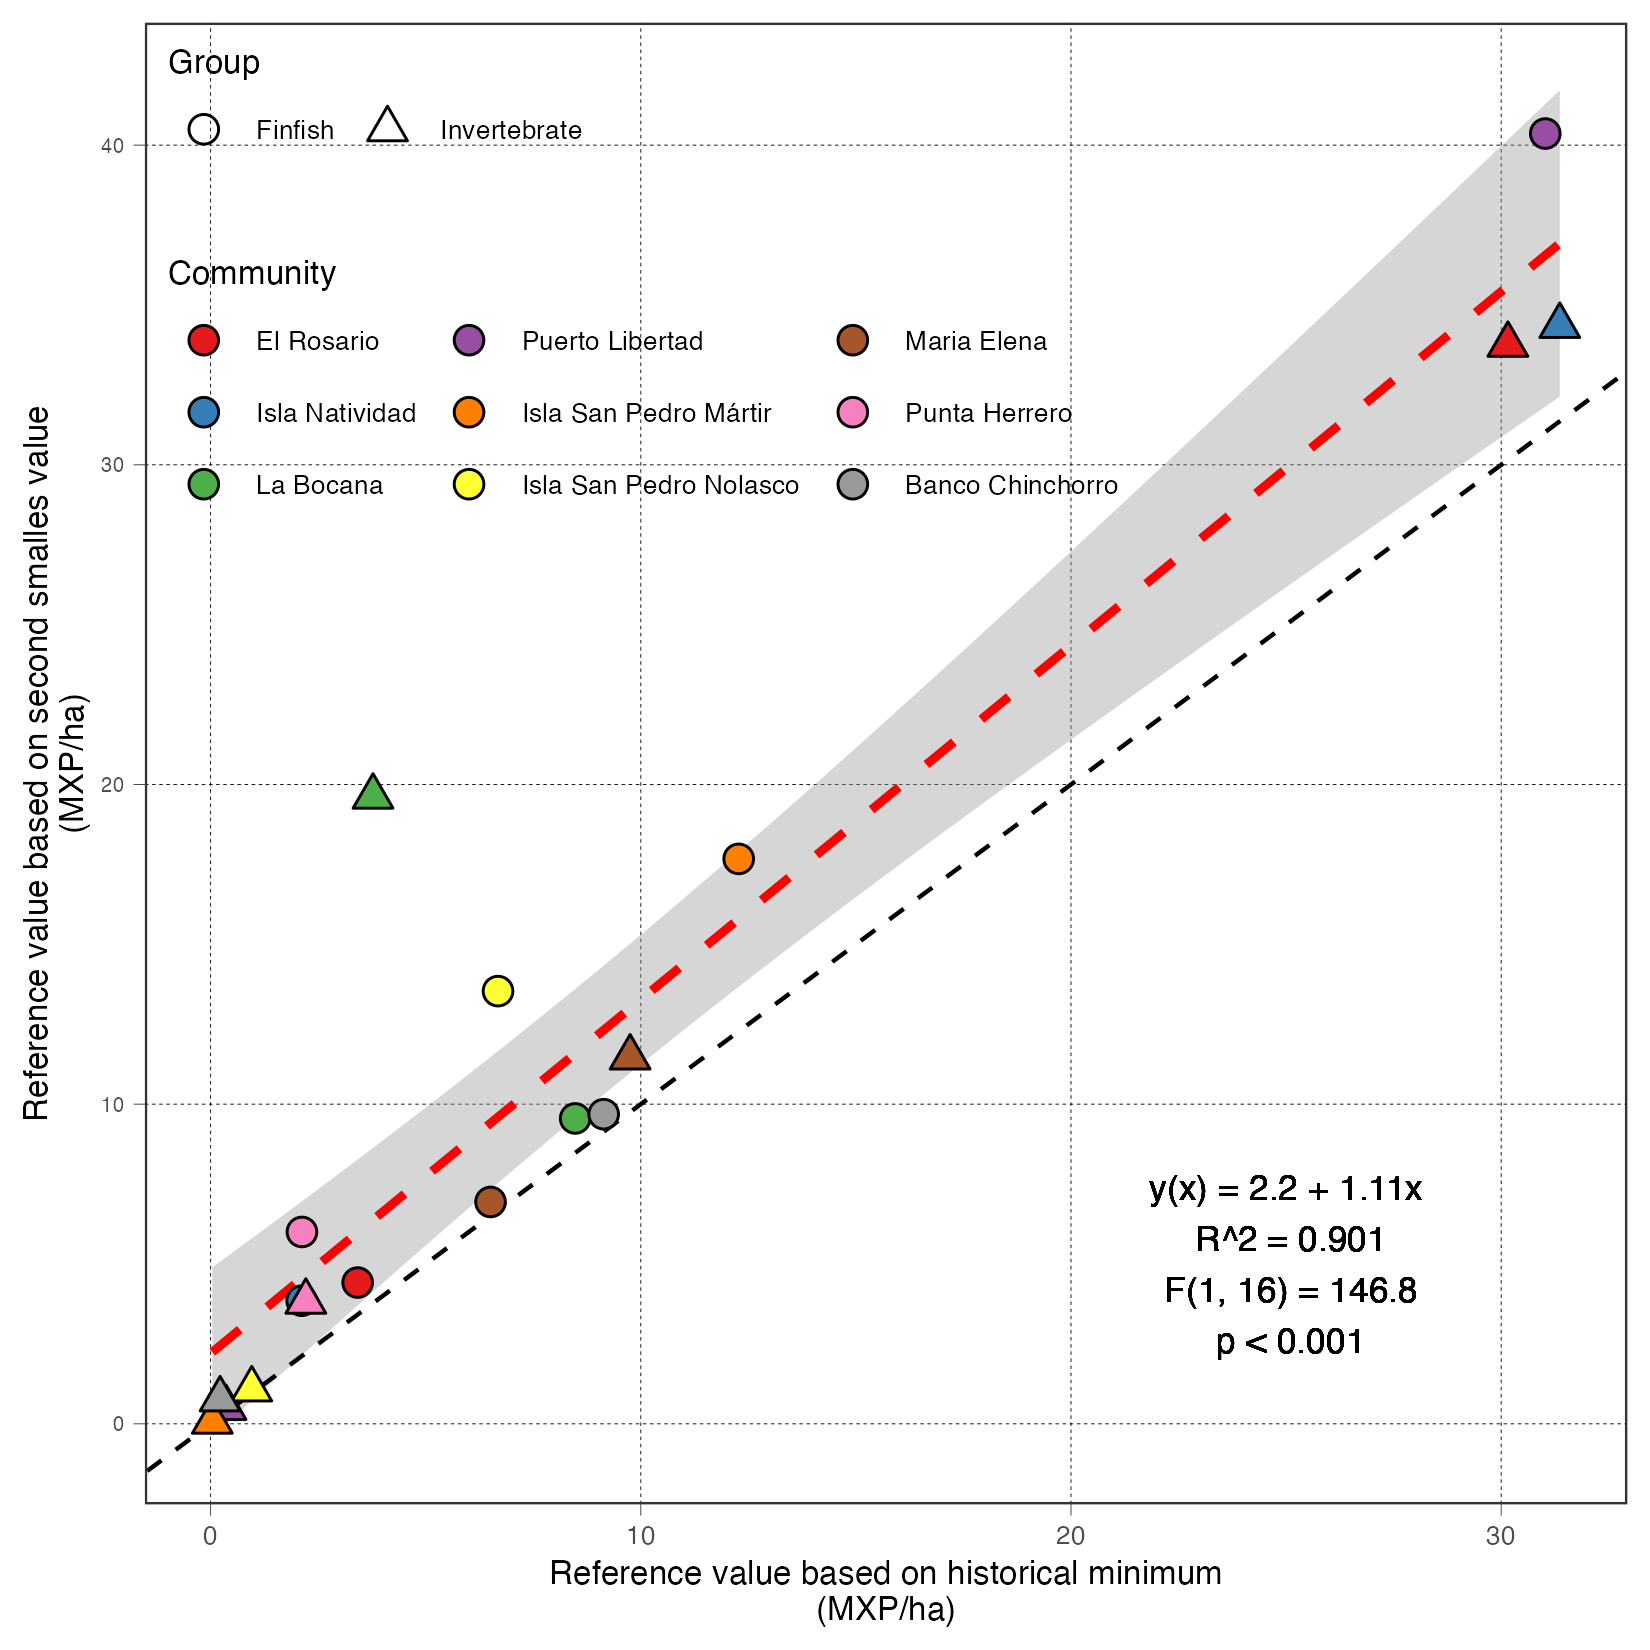 Group
Finfish Invertebrate
Community
El Rosario Puerto Libertad Maria Elena
Isla Natividad Isla San Pedro Mártir Punta Herrero
La Bocana Isla San Pedro Nolasco Banco Chinchorro
40
30
20
10
0
Reference value based on second smalles value
(MXP/ha)
y(x) = 2.2 + 1.11x
R^2 = 0.901
F(1, 16) = 146.8
p < 0.001
0 10 20 30
Reference value based on historical minimum
(MXP/ha)